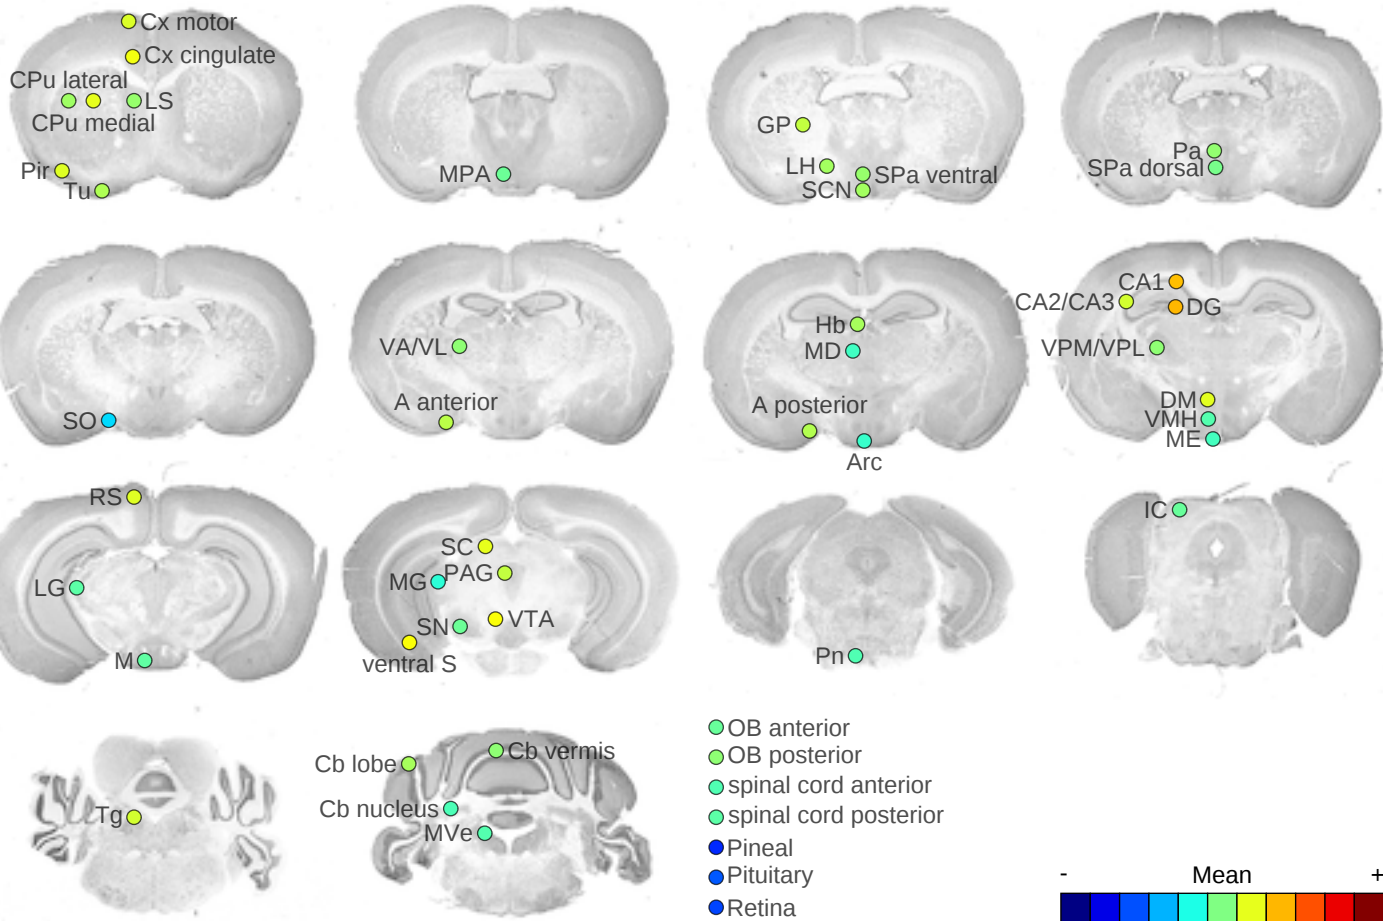 Cx motor
Cx cingulate
CPu lateral
LS
CPu medial
Pir
Tu
MPA
GP
LH
SPa ventral
SCN
Pa
SPa dorsal
SO
VA/VL
A anterior
Hb
MD
A posterior
Arc
CA1
CA2/CA3
DG
VPM/VPL
DM
VMH
ME
RS
LG
M
SC
PAG
MG
VTA
SN
ventral S
Pn
IC
Tg
Cb lobe
Cb vermis
Cb nucleus
MVe
OB anterior
OB posterior
spinal cord anterior
spinal cord posterior
Pineal
Pituitary
Retina
- Mean +